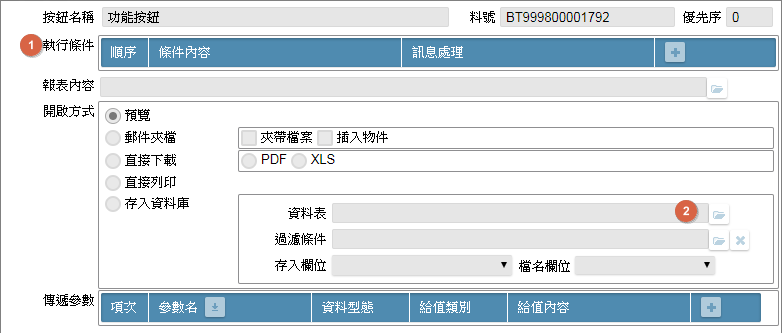 按鈕名稱 功能按鈕 料號 BT999800001792 優先序 0
1 執行條件 順序 條件內容 訊息處理
報表內容
開啟方式 預覽
郵件夾檔 夾帶檔案 插入物件
直接下載 PDF XLS
直接列印
存入資料庫
資料表 2
過濾條件
存入欄位 檔名欄位
傳遞參數 項次 參數名 資料型態 給值類別 給值內容